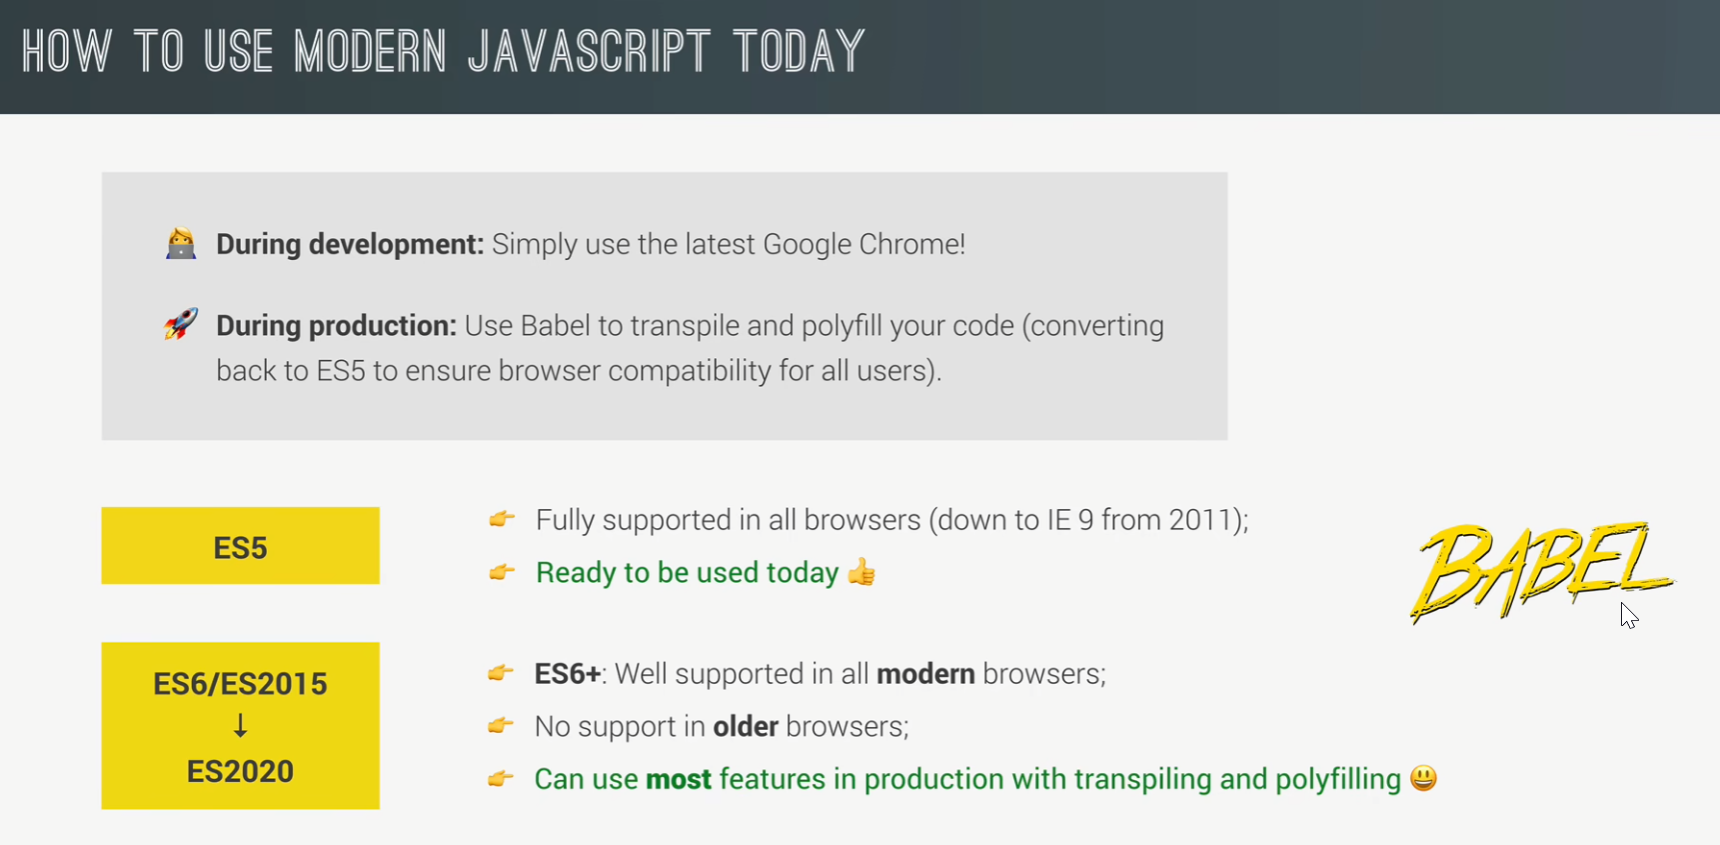 HOW TO USE MODERN JAVASCRIPT TODAY
During development: Simply use the latest Google Chrome!
During production: Use Babel to transpile and polyfill your code (converting
back to ES5 to ensure browser compatibility for all users).
ES5
Fully supported in all browsers (down to IE 9 from 2011);
Ready to be used today 👍
BABEL
ES6/ES2015
↓
ES2020
ES6+: Well supported in all modern browsers;
No support in older browsers;
Can use most features in production with transpiling and polyfilling 😃